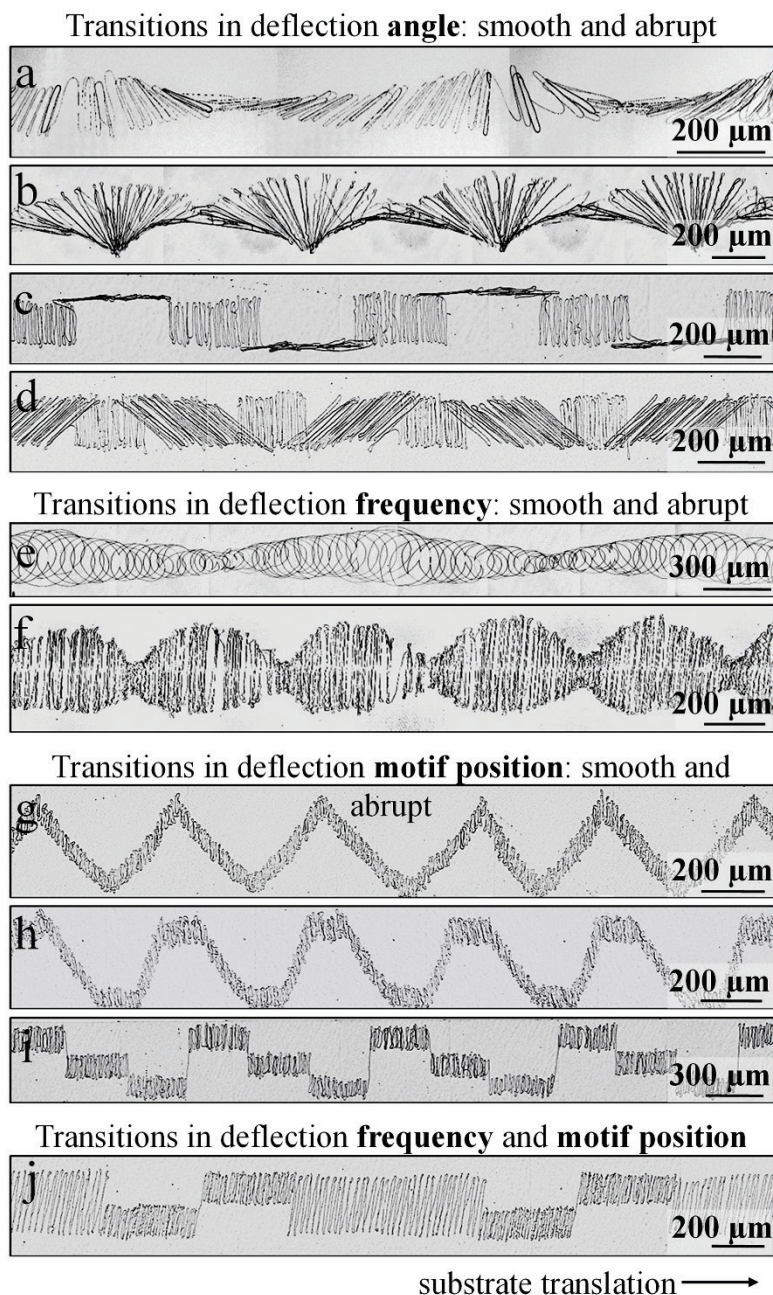 Transitions in deflection angle: smooth and abrupt
a
200 µm
b
200 µm
c
200 µm
d
200 µm
Transitions in deflection frequency: smooth and abrupt
e
300 µm
f
200 µm
Transitions in deflection motif position: smooth and
abrupt
g
200 µm
h
200 µm
i
300 µm
Transitions in deflection frequency and motif position
j
200 µm
substrate translation